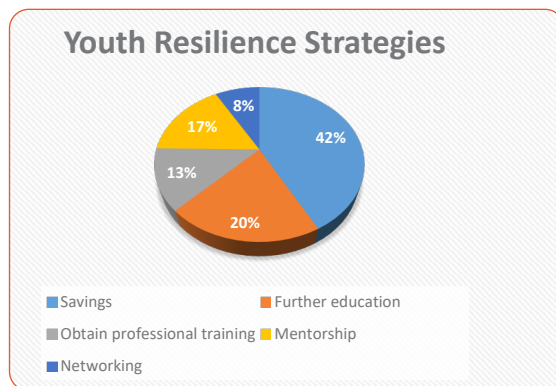 Youth Resilience Strategies
8%
17%
42%
13%
20%
Savings Further education
Obtain professional training Mentorship
Networking